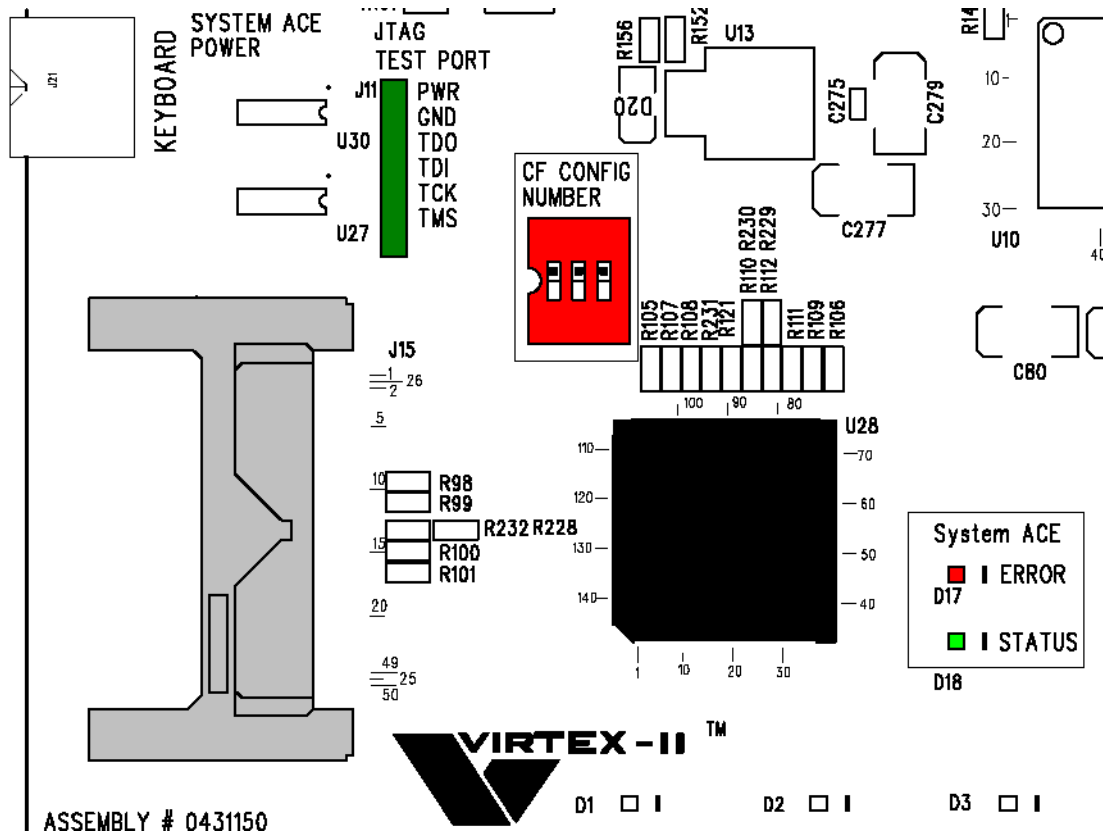 SYSTEM ACE
POWER
JTAG
TEST PORT
J21
KEYBOARD
J11
PWR
GND
TDO
TDI
TCK
TMS
U30
U27
CF CONFIG
NUMBER
R156
R152
U13
D20
C275
C279
C277
R14
10
20
30
U10
40
C80
R230
R229
R110
R112
R105
R107
R108
R231
R121
R111
R109
R106
100
90
80
U28
110
120
130
140
70
60
50
40
1
10
20
30
J15
1
2
26
5
10
15
20
49
50
25
R98
R99
R232 R228
R100
R101
System ACE
ERROR
D17
STATUS
D18
VIRTEX-II TM
D1
D2
D3
ASSEMBLY # 0431150